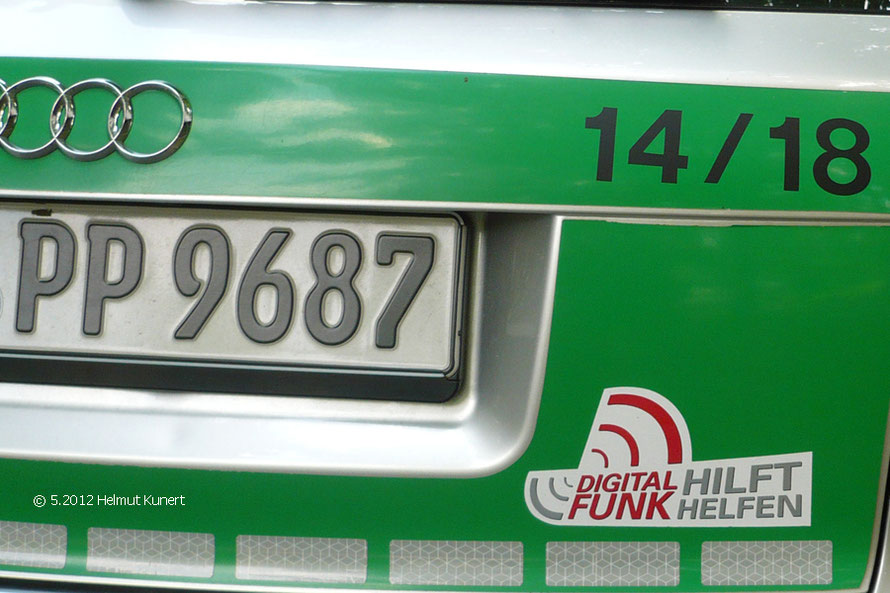 14/18
PP 9687
DIGITAL
FUNK
HILFT
HELFEN
© 5.2012 Helmut Kunert